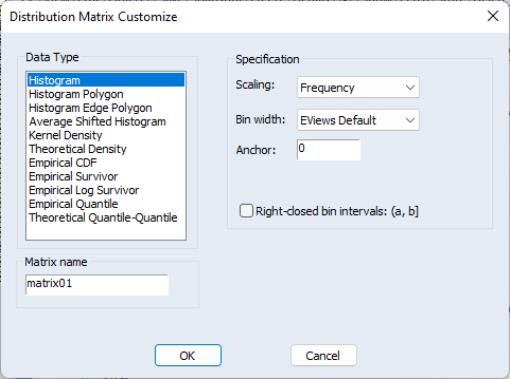 Distribution Matrix Customize
Data Type
Histogram
Histogram Polygon
Histogram Edge Polygon
Average Shifted Histogram
Kernel Density
Theoretical Density
Empirical CDF
Empirical Survivor
Empirical Log Survivor
Empirical Quantile
Theoretical Quantile-Quantile
Matrix name
matrix01
Specification
Scaling: Frequency
Bin width: EViews Default
Anchor: 0
Right-closed bin intervals: (a, b]
OK Cancel